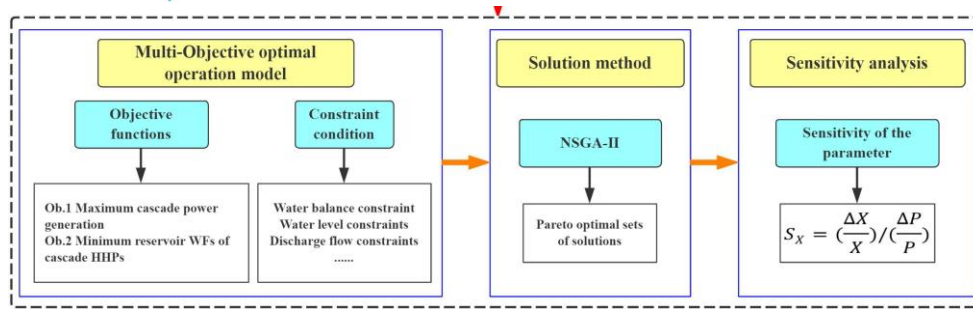 Multi-Objective optimal
operation model
Objective
functions
Constraint
condition
Ob.1 Maximum cascade power
generation
Ob.2 Minimum reservoir WFs of
cascade HHPs
Water balance constraint
Water level constraints
Discharge flow constraints
......
Solution method
NSGA-II
Pareto optimal sets
of solutions
Sensitivity analysis
Sensitivity of the
parameter
S_X = (ΔX/X)/(ΔP/P)